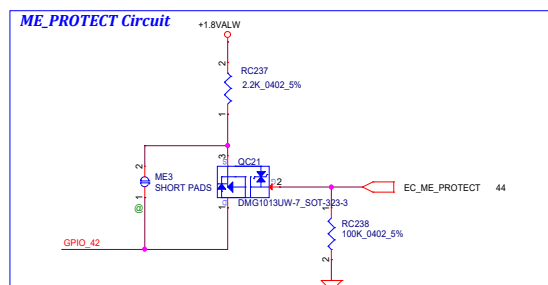 ME_PROTECT Circuit
+1.8VALW
2
RC237
2.2K_0402_5%
1
2
ME3
SHORT PADS
1
@
3
QC21
2
DMG1013UW-7_SOT-323-3
1
EC_ME_PROTECT 44
1
RC238
100K_0402_5%
2
GPIO_42